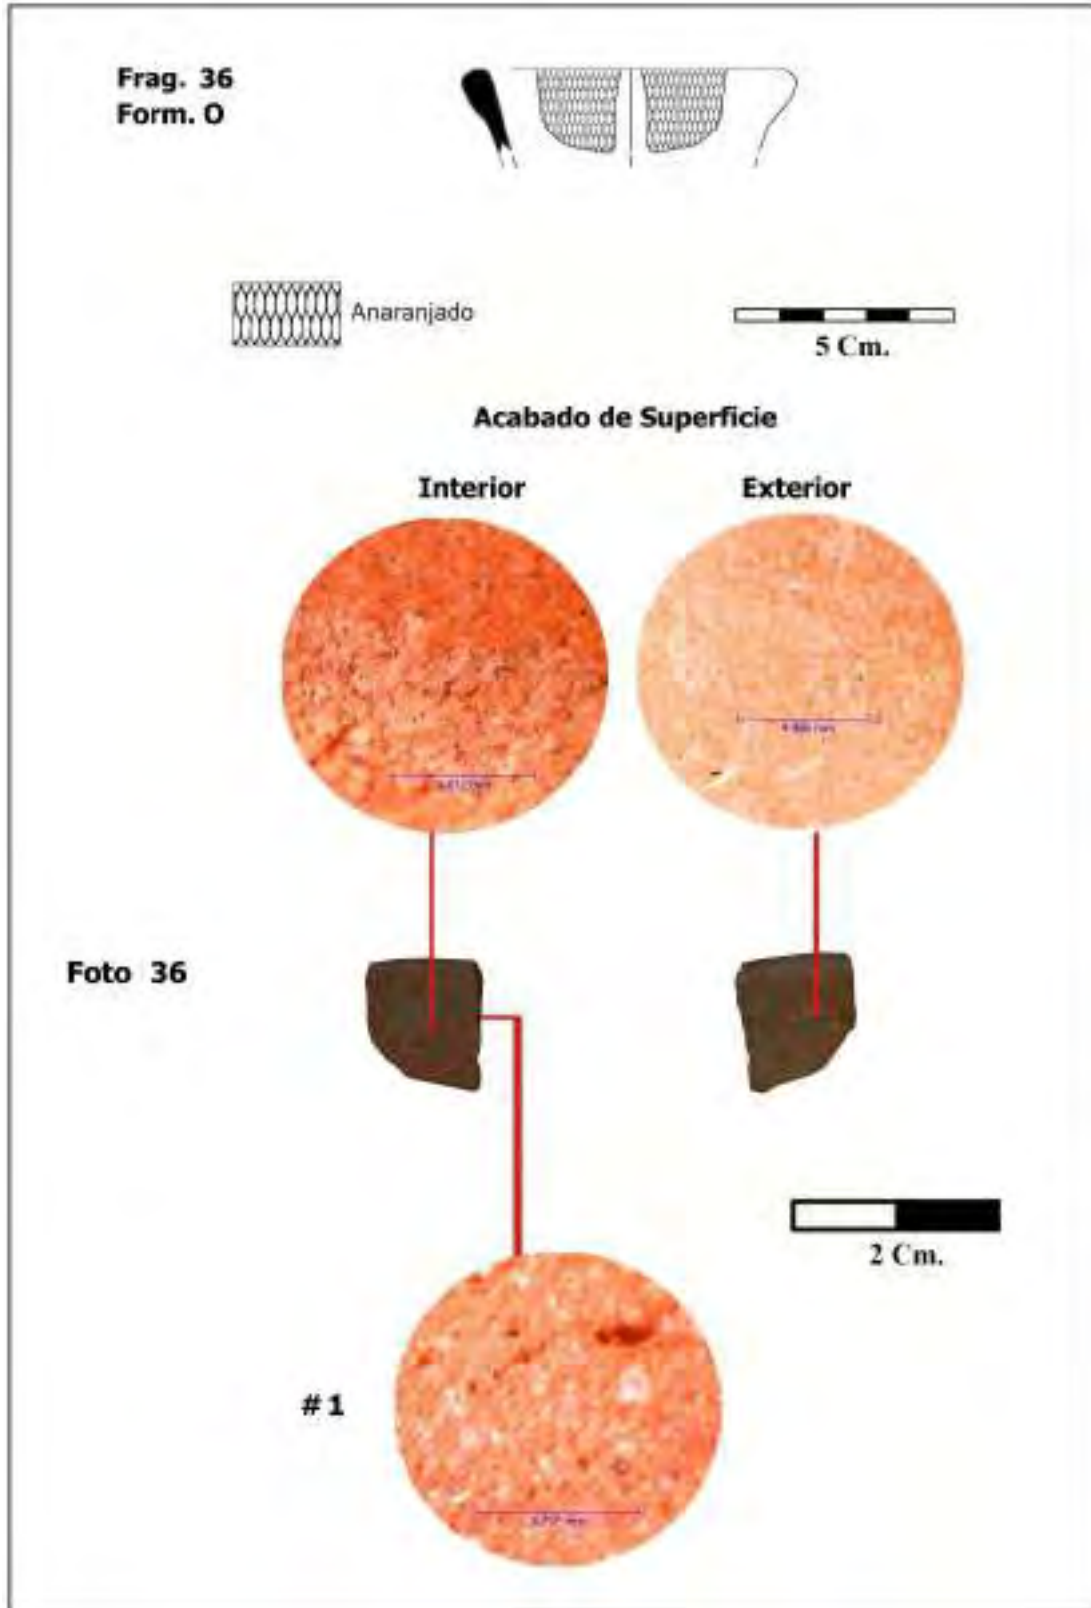 Frag. 36
Form. O
Anaranjado
5 Cm.
Acabado de Superficie
Interior
Exterior
Foto 36
2 Cm.
# 1